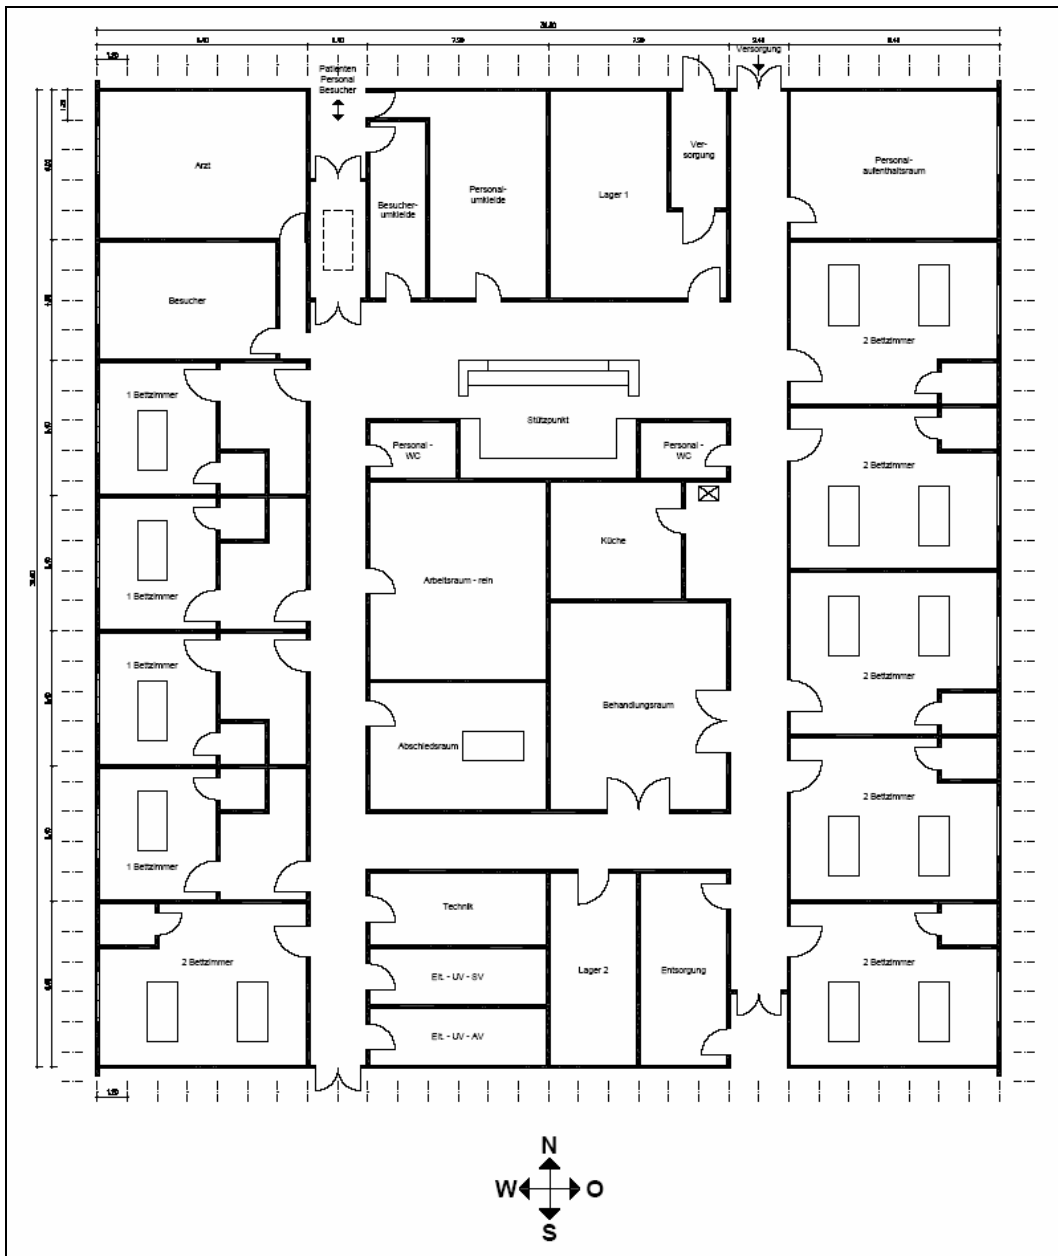 Versorgung
Patienten
Personal
Besucher
Arzt
Besucher-
umkleide
Personal-
umkleide
Lager 1
Ver-
sorgung
Personal-
aufenthaltsraum
Besucher
2 Bettzimmer
1 Bettzimmer
Stützpunkt
Personal -
WC
Personal -
WC
2 Bettzimmer
Küche
Arbeitsraum - rein
1 Bettzimmer
1 Bettzimmer
2 Bettzimmer
Behandlungsraum
Abschiedsraum
2 Bettzimmer
1 Bettzimmer
Technik
2 Bettzimmer
Lager 2
Entsorgung
2 Bettzimmer
Elt. - UV - SV
Elt. - UV - AV
N
W O
S